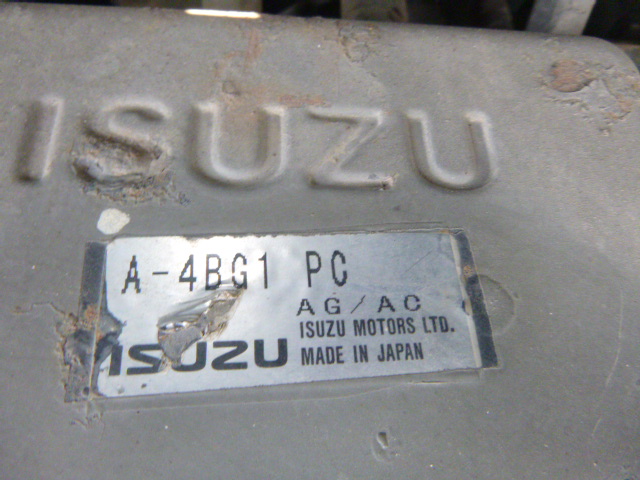 ISUZU
A-4BG1 PC
AG/AC
ISUZU MOTORS LTD.
ISUZU MADE IN JAPAN